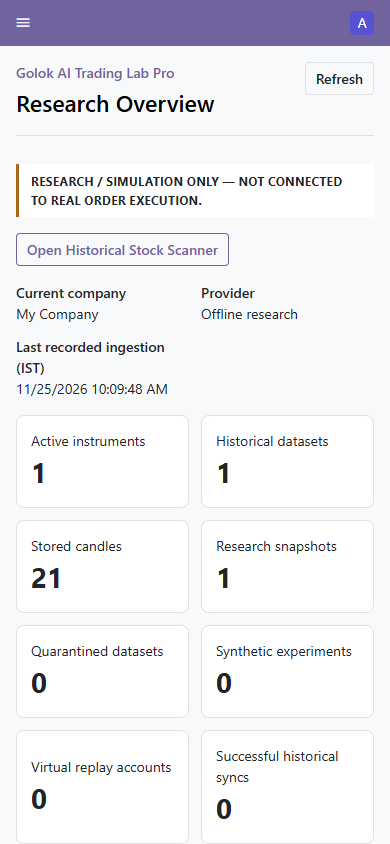 A
Golok AI Trading Lab Pro
Refresh
Research Overview
RESEARCH / SIMULATION ONLY — NOT CONNECTED
TO REAL ORDER EXECUTION.
Open Historical Stock Scanner
Current company
My Company
Provider
Offline research
Last recorded ingestion
(IST)
11/25/2026 10:09:48 AM
Active instruments
1
Historical datasets
1
Stored candles
21
Research snapshots
1
Quarantined datasets
0
Synthetic experiments
0
Virtual replay accounts
0
Successful historical
syncs
0